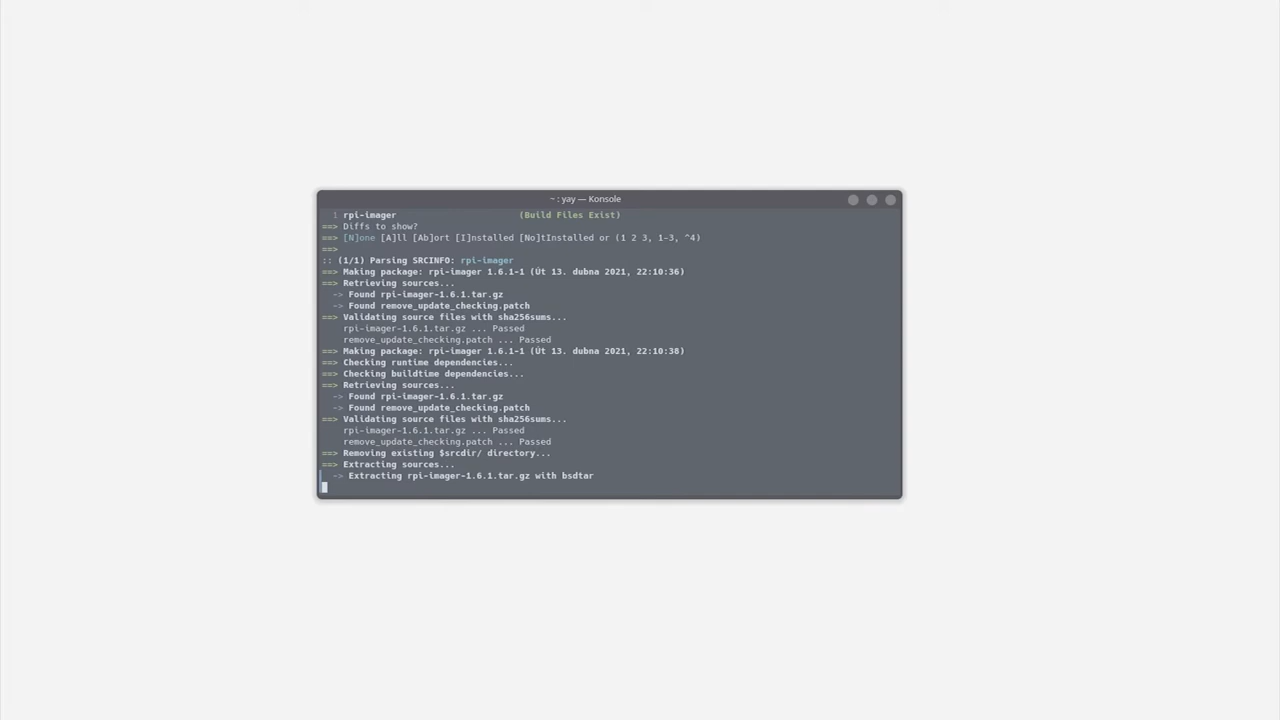 ~ : yay — Konsole
1 rpi-imager (Build Files Exist)
==> Diffs to show?
==> [N]one [A]ll [Ab]ort [I]nstalled [No]tInstalled or (1 2 3, 1-3, ^4)
==>
:: (1/1) Parsing SRCINFO: rpi-imager
==> Making package: rpi-imager 1.6.1-1 (Út 13. dubna 2021, 22:10:36)
==> Retrieving sources...
-> Found rpi-imager-1.6.1.tar.gz
-> Found remove_update_checking.patch
==> Validating source files with sha256sums...
rpi-imager-1.6.1.tar.gz ... Passed
remove_update_checking.patch ... Passed
==> Making package: rpi-imager 1.6.1-1 (Út 13. dubna 2021, 22:10:38)
==> Checking runtime dependencies...
==> Checking buildtime dependencies...
==> Retrieving sources...
-> Found rpi-imager-1.6.1.tar.gz
-> Found remove_update_checking.patch
==> Validating source files with sha256sums...
rpi-imager-1.6.1.tar.gz ... Passed
remove_update_checking.patch ... Passed
==> Removing existing $srcdir/ directory...
==> Extracting sources...
-> Extracting rpi-imager-1.6.1.tar.gz with bsdtar